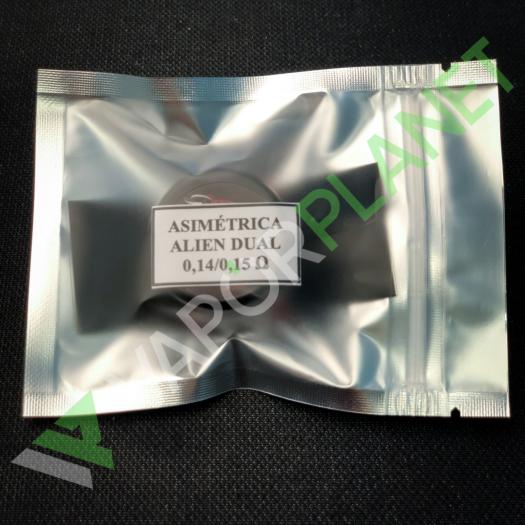 ASIMÉTRICA
ALIEN DUAL
0,14/0,15 Ω
VAPORPLANET